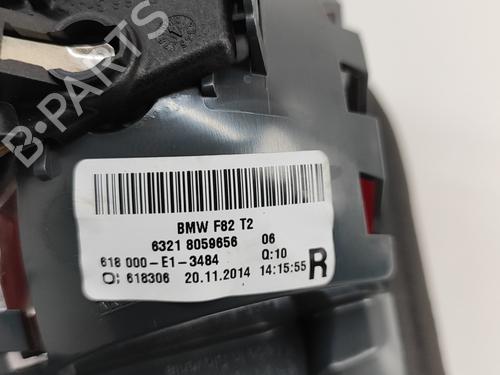 B-PARTS
BMW F82 T2
6321 8059656 06
618 000-E1-3484 Q:10
O; 618306 20.11.2014 14:15:55 R